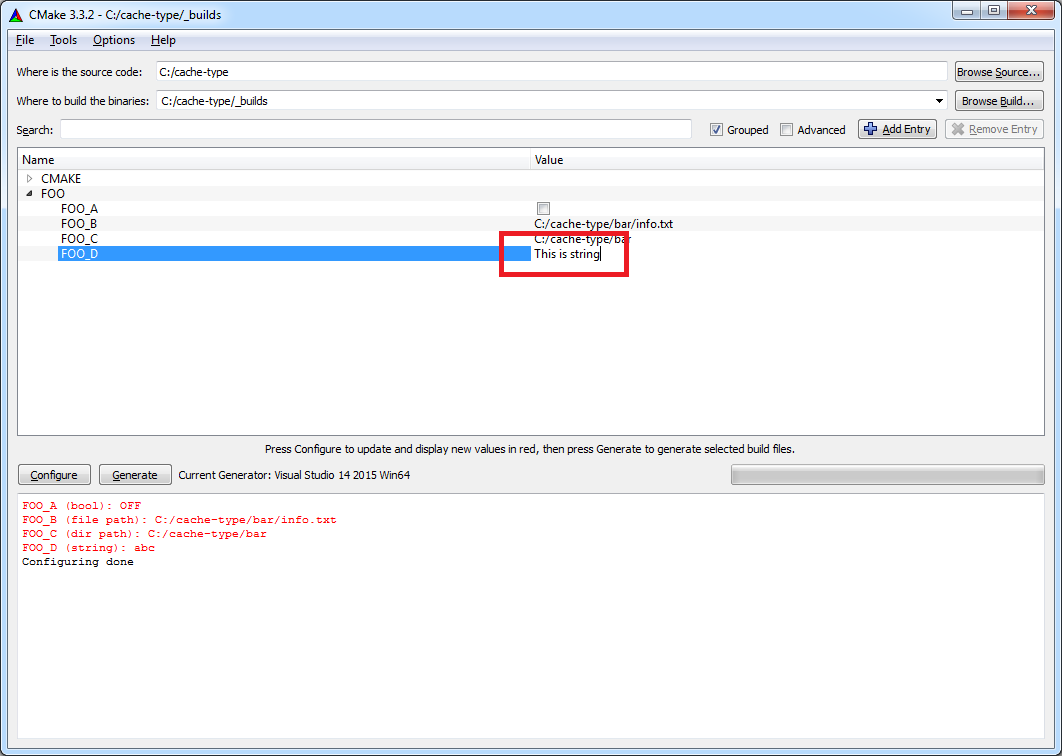 CMake 3.3.2 - C:/cache-type/_builds
File Tools Options Help
Where is the source code: C:/cache-type Browse Source...
Where to build the binaries: C:/cache-type/_builds Browse Build...
Search: Grouped Advanced Add Entry Remove Entry
Name Value
CMAKE
FOO
FOO_A
FOO_B C:/cache-type/bar/info.txt
FOO_C C:/cache-type/bar
FOO_D This is string
Press Configure to update and display new values in red, then press Generate to generate selected build files.
Configure Generate Current Generator: Visual Studio 14 2015 Win64
FOO_A (bool): OFF
FOO_B (file path): C:/cache-type/bar/info.txt
FOO_C (dir path): C:/cache-type/bar
FOO_D (string): abc
Configuring done